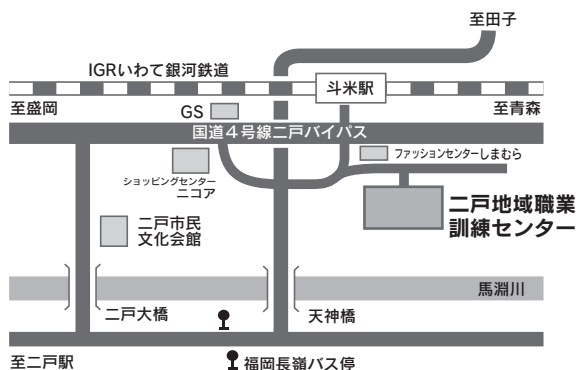 至田子
IGRいわて銀河鉄道
斗米駅
至盛岡
GS
至青森
国道4号線二戸バイパス
ファッションセンターしまむら
ショッピングセンター
ニコア
二戸地域職業
訓練センター
二戸市民
文化会館
馬淵川
二戸大橋
天神橋
至二戸駅
福岡長嶺バス停